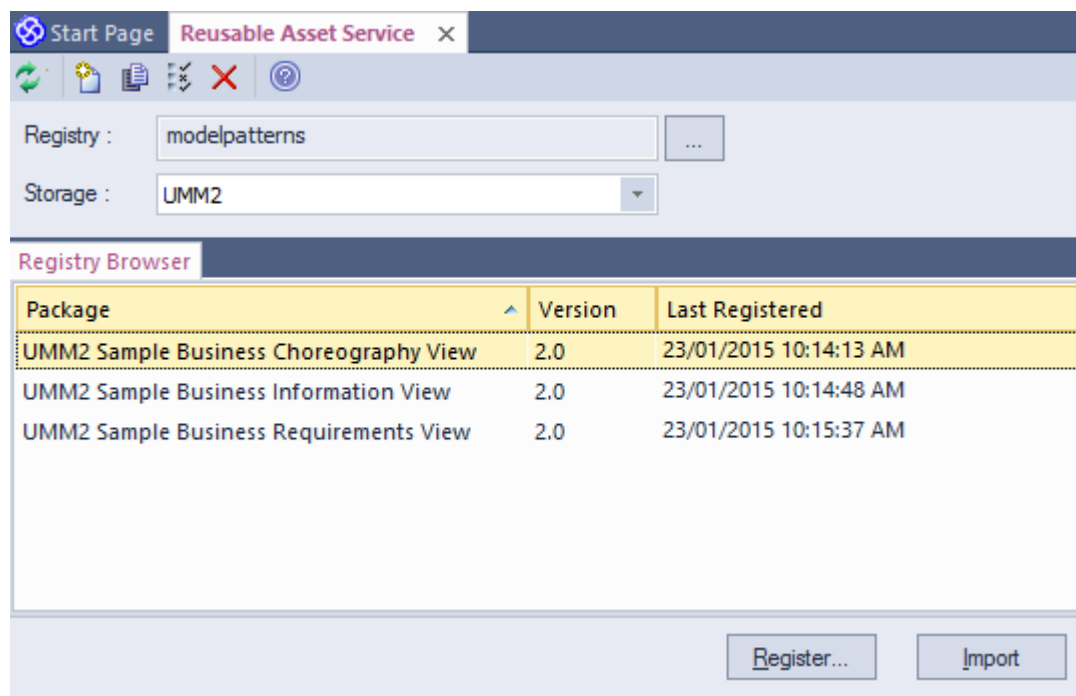 Start Page Reusable Asset Service
Registry : modelpatterns ...
Storage : UMM2
Registry Browser
Package Version Last Registered
UMM2 Sample Business Choreography View 2.0 23/01/2015 10:14:13 AM
UMM2 Sample Business Information View 2.0 23/01/2015 10:14:48 AM
UMM2 Sample Business Requirements View 2.0 23/01/2015 10:15:37 AM
Register... Import